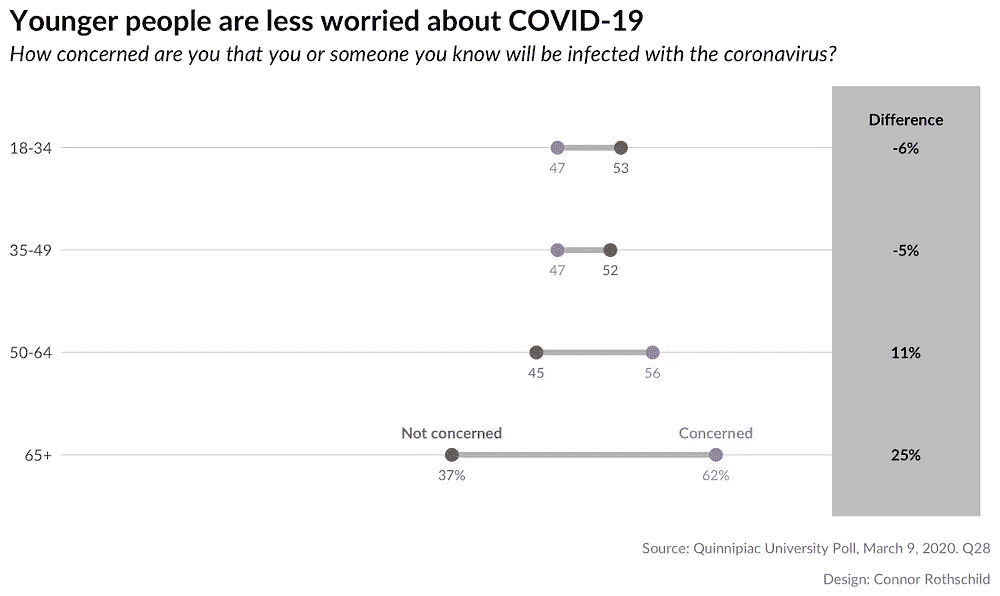 Younger people are less worried about COVID-19
How concerned are you that you or someone you know will be infected with the coronavirus?
Difference
18-34
-6%
47
53
35-49
-5%
47
52
50-64
11%
45
56
Not concerned
Concerned
65+
25%
37%
62%
Source: Quinnipiac University Poll, March 9, 2020. Q28
Design: Connor Rothschild